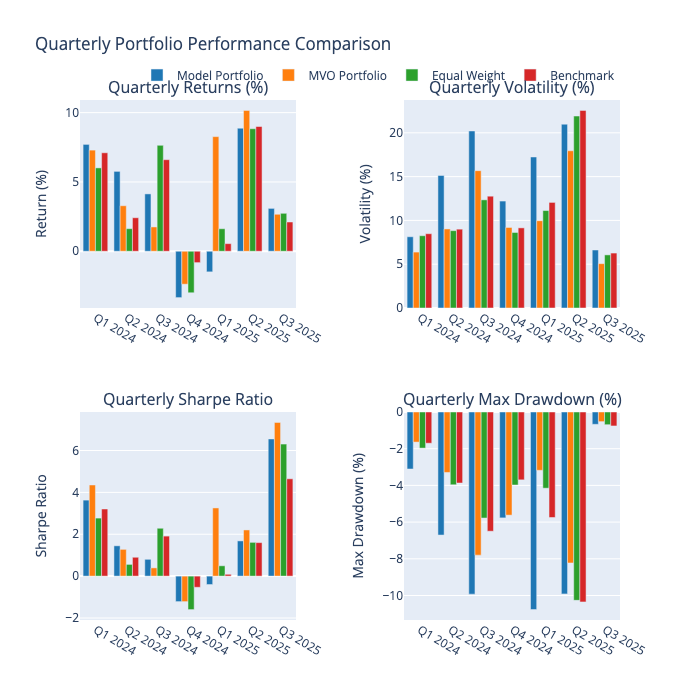 Quarterly Portfolio Performance Comparison
Model Portfolio MVO Portfolio Equal Weight Benchmark
Quarterly Returns (%)
Return (%)
10
5
0
Q1 2024 Q2 2024 Q3 2024 Q4 2024 Q1 2025 Q2 2025 Q3 2025
Quarterly Volatility (%)
Volatility (%)
20
15
10
5
0
Q1 2024 Q2 2024 Q3 2024 Q4 2024 Q1 2025 Q2 2025 Q3 2025
Quarterly Sharpe Ratio
Sharpe Ratio
6
4
2
0
−2
Q1 2024 Q2 2024 Q3 2024 Q4 2024 Q1 2025 Q2 2025 Q3 2025
Quarterly Max Drawdown (%)
Max Drawdown (%)
0
−2
−4
−6
−8
−10
Q1 2024 Q2 2024 Q3 2024 Q4 2024 Q1 2025 Q2 2025 Q3 2025